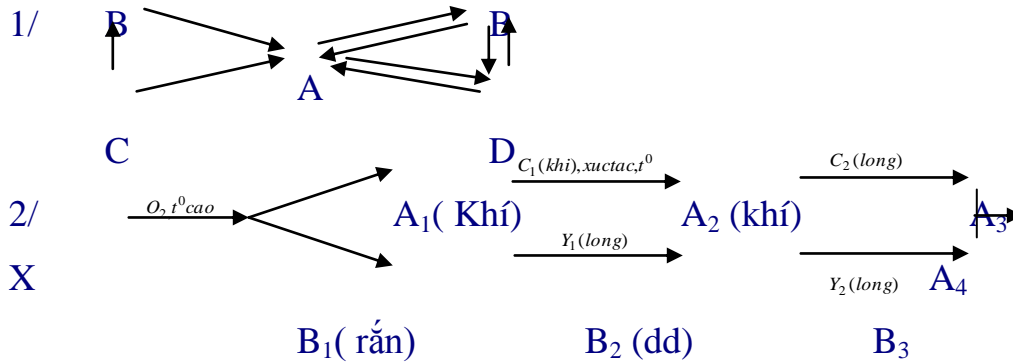 1/ B B
A
C D
C₁(khi),xuctac,t⁰ C₂(long)
2/ O₂,t⁰cao A₁( Khí) A₂ (khí) A₃
Y₁(long)
X Y₂(long) A₄
B₁( rắn) B₂ (dd) B₃